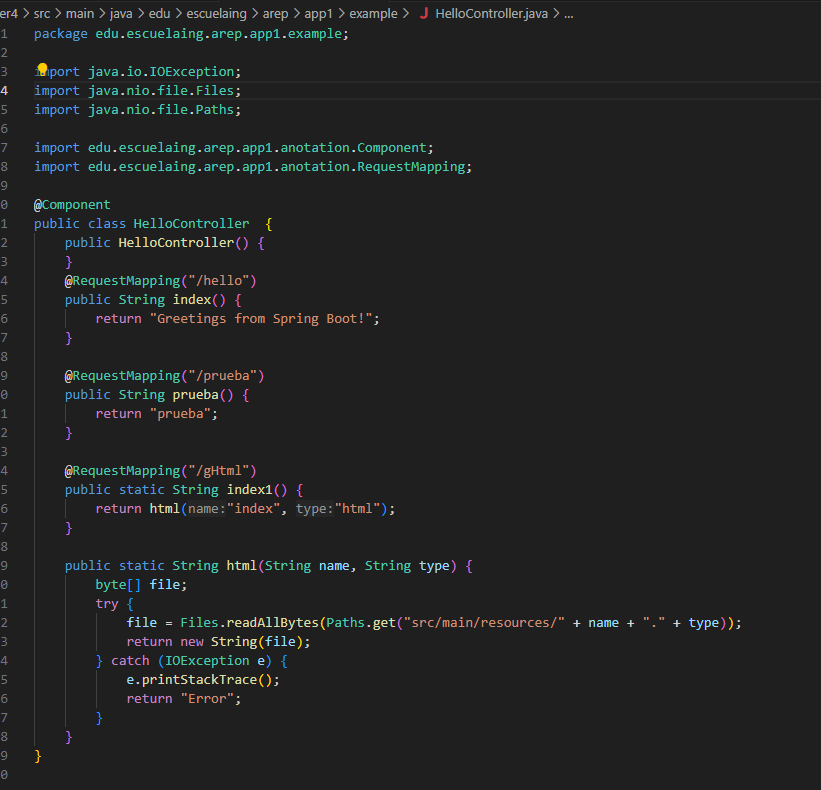 er4 > src > main > java > edu > escuelaing > arep > app1 > example > J HelloController.java > ...
1 package edu.escuelaing.arep.app1.example;
2
3 import java.io.IOException;
4 import java.nio.file.Files;
5 import java.nio.file.Paths;
6
7 import edu.escuelaing.arep.app1.anotation.Component;
8 import edu.escuelaing.arep.app1.anotation.RequestMapping;
9
0 @Component
1 public class HelloController  {
2     public HelloController() {
3     }
4     @RequestMapping("/hello")
5     public String index() {
6         return "Greetings from Spring Boot!";
7     }
8
9     @RequestMapping("/prueba")
0     public String prueba() {
1         return "prueba";
2     }
3
4     @RequestMapping("/gHtml")
5     public static String index1() {
6         return html(name:"index", type:"html");
7     }
8
9     public static String html(String name, String type) {
0         byte[] file;
1         try {
2             file = Files.readAllBytes(Paths.get("src/main/resources/" + name + "." + type));
3             return new String(file);
4         } catch (IOException e) {
5             e.printStackTrace();
6             return "Error";
7         }
8     }
9 }
0